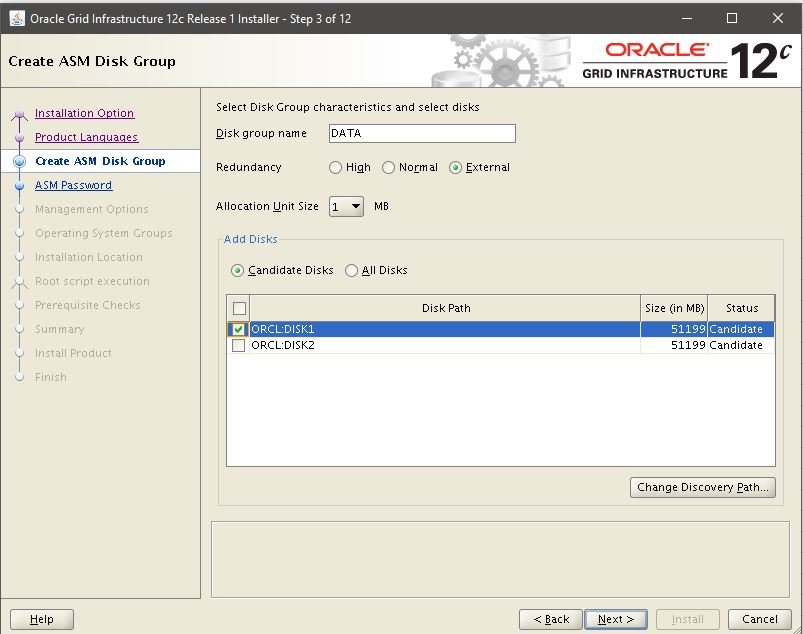 Oracle Grid Infrastructure 12c Release 1 Installer - Step 3 of 12
Create ASM Disk Group
ORACLE®
GRID INFRASTRUCTURE 12c
Installation Option
Product Languages
Create ASM Disk Group
ASM Password
Management Options
Operating System Groups
Installation Location
Root script execution
Prerequisite Checks
Summary
Install Product
Finish
Select Disk Group characteristics and select disks
Disk group name DATA
Redundancy High Normal External
Allocation Unit Size 1 MB
Add Disks
Candidate Disks All Disks
Disk Path Size (in MB) Status
ORCL:DISK1 51199 Candidate
ORCL:DISK2 51199 Candidate
Change Discovery Path...
Help < Back Next > Install Cancel